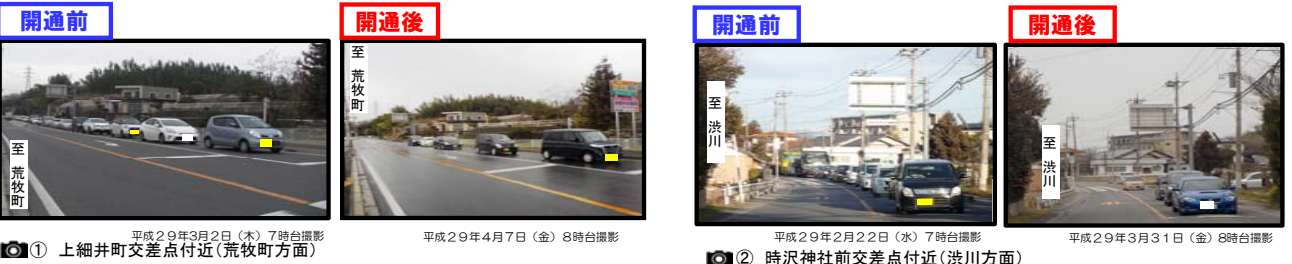 開通前
開通後
至 荒牧町
至 荒牧町
平成29年3月2日（木）7時台撮影
平成29年4月7日（金）8時台撮影
① 上細井町交差点付近（荒牧町方面）
開通前
開通後
至 渋川
至 渋川
平成29年2月22日（水）7時台撮影
平成29年3月31日（金）8時台撮影
② 時沢神社前交差点付近（渋川方面）